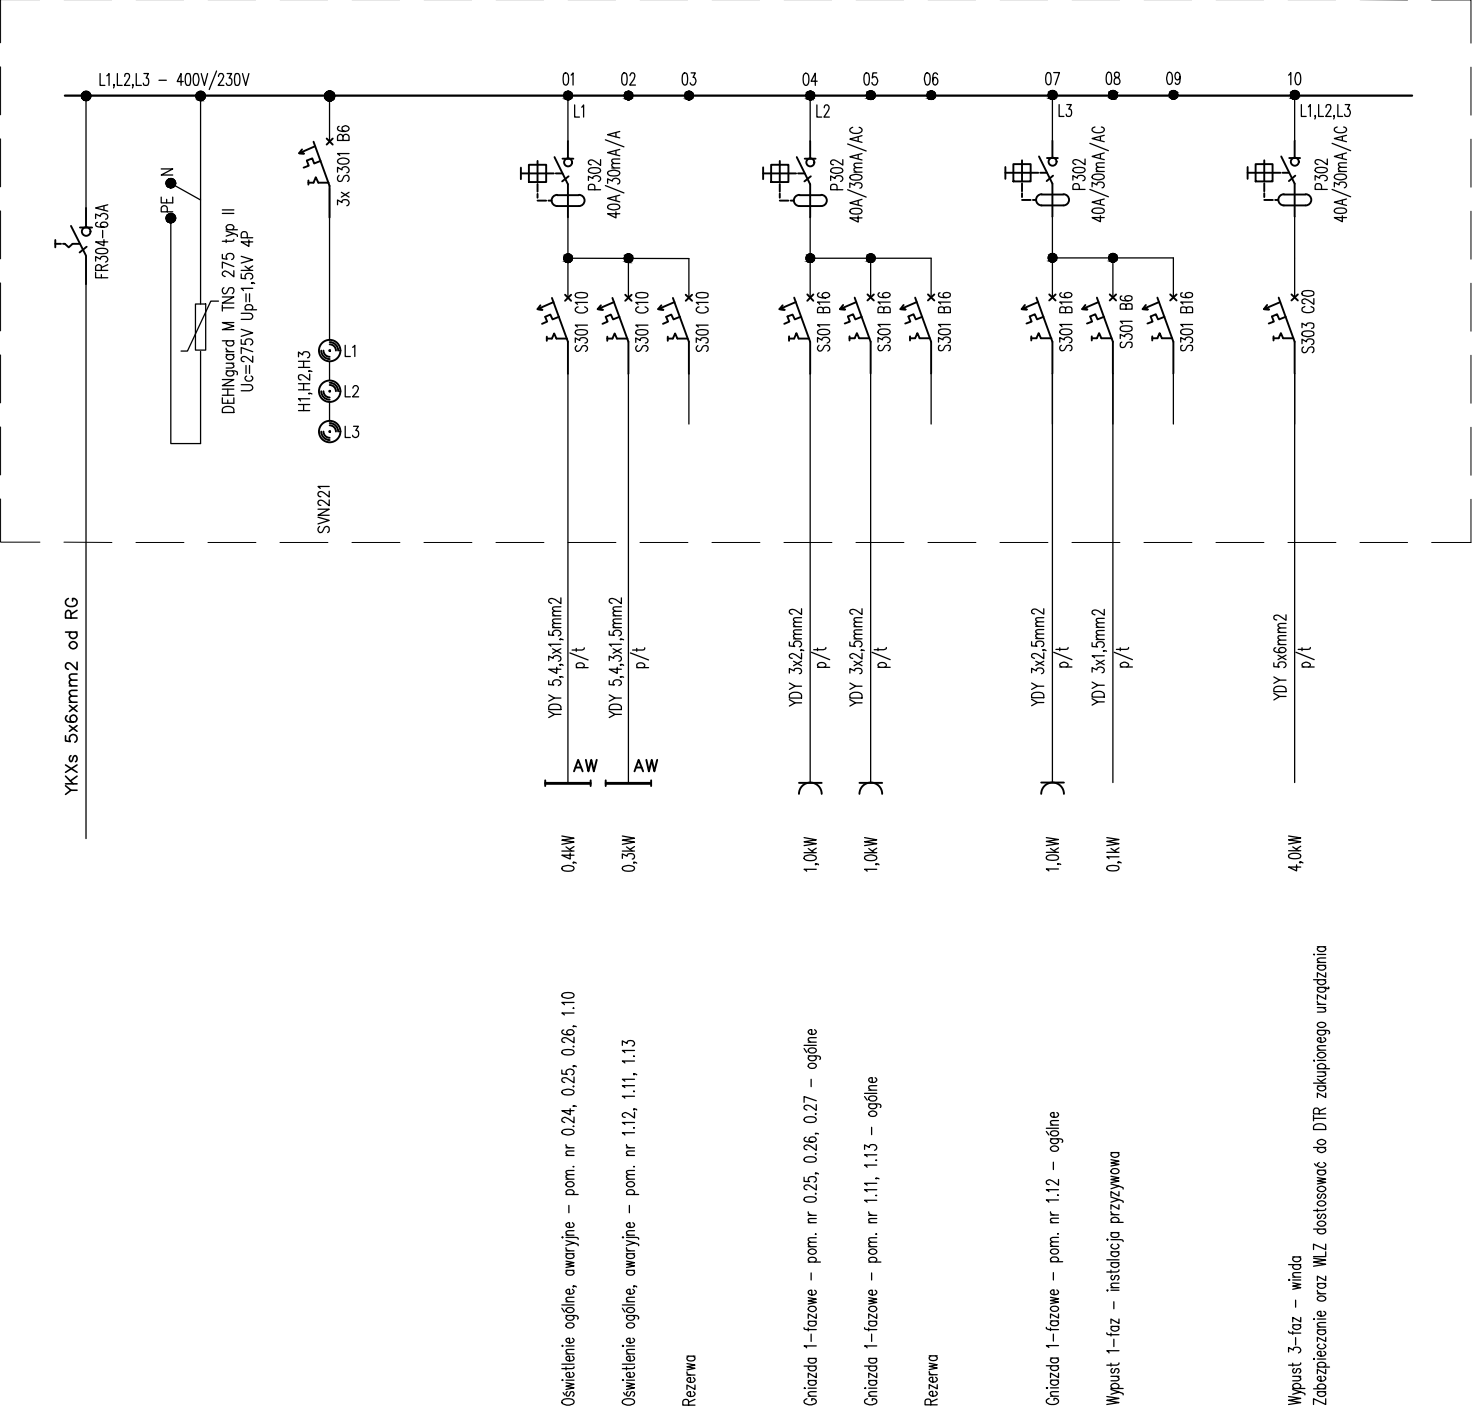 L1,L2,L3 – 400V/230V
01
02
03
04
05
06
07
08
09
10
L1
L2
L3
L1,L2,L3
FR304–63A
PE
N
DEHNguard M TNS 275 typ II
Uc=275V Up=1,5kV 4P
3x S301 B6
H1,H2,H3
L1
L2
L3
SVN221
P302
40A/30mA/A
P302
40A/30mA/AC
P302
40A/30mA/AC
P302
40A/30mA/AC
S301 C10
S301 C10
S301 C10
S301 B16
S301 B16
S301 B16
S301 B16
S301 B6
S301 B16
S303 C20
YKXs 5x6xmm2 od RG
YDY 5,4,3x1,5mm2
p/t
YDY 5,4,3x1,5mm2
p/t
YDY 3x2,5mm2
p/t
YDY 3x2,5mm2
p/t
YDY 3x2,5mm2
p/t
YDY 3x1,5mm2
p/t
YDY 5x6mm2
p/t
AW
AW
0,4kW
0,3kW
1,0kW
1,0kW
1,0kW
0,1kW
4,0kW
Oświetlenie ogólne, awaryjne – pom. nr 0.24, 0.25, 0.26, 1.10
Oświetlenie ogólne, awaryjne – pom. nr 1.12, 1.11, 1.13
Rezerwa
Gniazda 1–fazowe – pom. nr 0.25, 0.26, 0.27 – ogólne
Gniazda 1–fazowe – pom. nr 1.11, 1.13 – ogólne
Rezerwa
Gniazda 1–fazowe – pom. nr 1.12 – ogólne
Wypust 1–faz – instalacja przyzywowa
Wypust 3–faz – winda
Zabezpieczanie oraz WLZ dostosować do DTR zakupionego urządzania